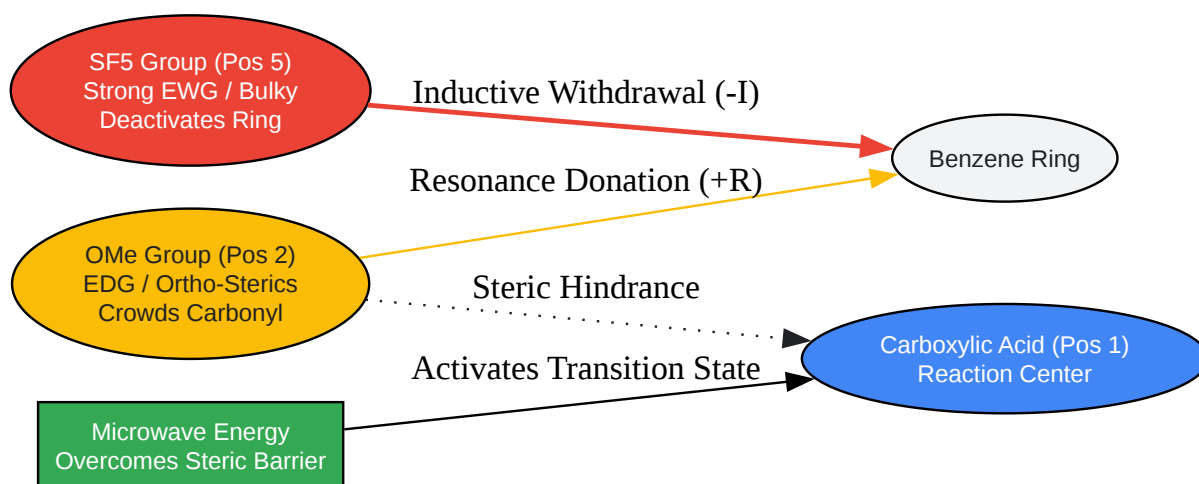 SF5 Group (Pos 5)
Strong EWG / Bulky
Deactivates Ring
Inductive Withdrawal (-I)
Benzene Ring
Resonance Donation (+R)
OMe Group (Pos 2)
EDG / Ortho-Sterics
Crowds Carbonyl
Steric Hindrance
Carboxylic Acid (Pos 1)
Reaction Center
Activates Transition State
Microwave Energy
Overcomes Steric Barrier